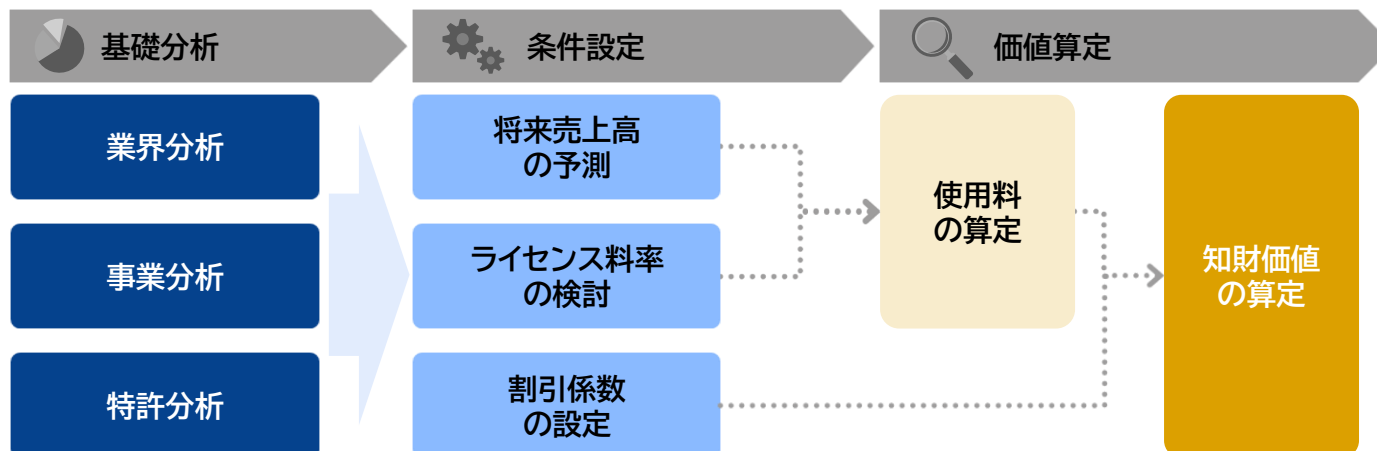 基礎分析
条件設定
価値算定
業界分析
事業分析
特許分析
将来売上高
の予測
ライセンス料率
の検討
割引係数
の設定
使用料
の算定
知財価値
の算定